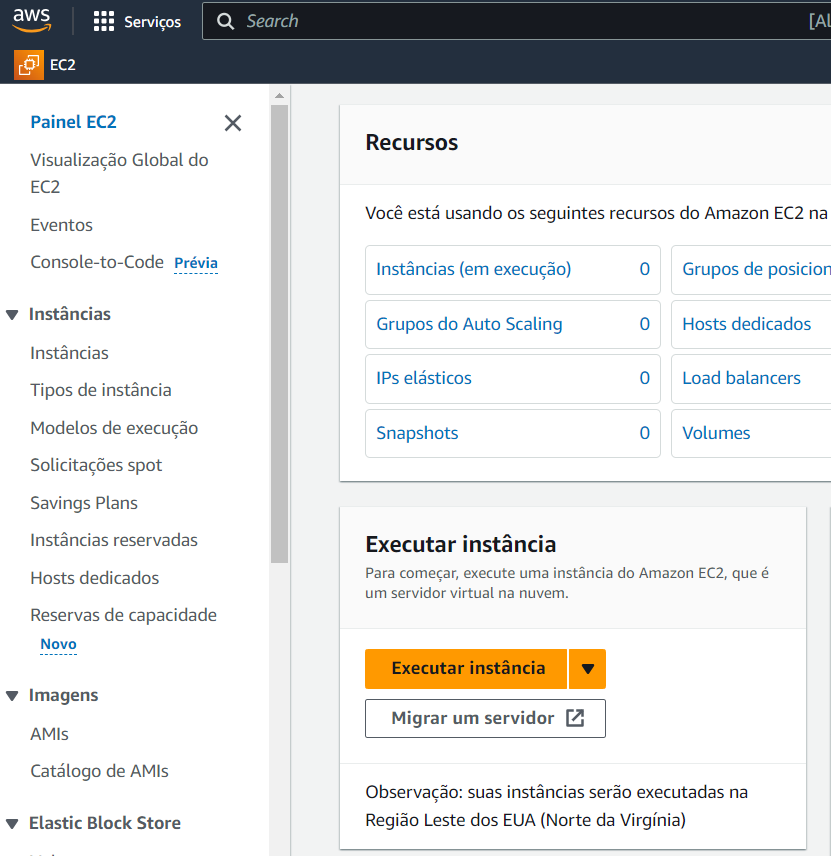 aws Serviços Search [Al
EC2
Painel EC2
Visualização Global do
EC2
Eventos
Console-to-Code Prévia
Instâncias
Instâncias
Tipos de instância
Modelos de execução
Solicitações spot
Savings Plans
Instâncias reservadas
Hosts dedicados
Reservas de capacidade
Novo
Imagens
AMIs
Catálogo de AMIs
Elastic Block Store
Recursos
Você está usando os seguintes recursos do Amazon EC2 na
Instâncias (em execução) 0 Grupos de posicion
Grupos do Auto Scaling 0 Hosts dedicados
IPs elásticos 0 Load balancers
Snapshots 0 Volumes
Executar instância
Para começar, execute uma instância do Amazon EC2, que é
um servidor virtual na nuvem.
Executar instância
Migrar um servidor
Observação: suas instâncias serão executadas na
Região Leste dos EUA (Norte da Virgínia)